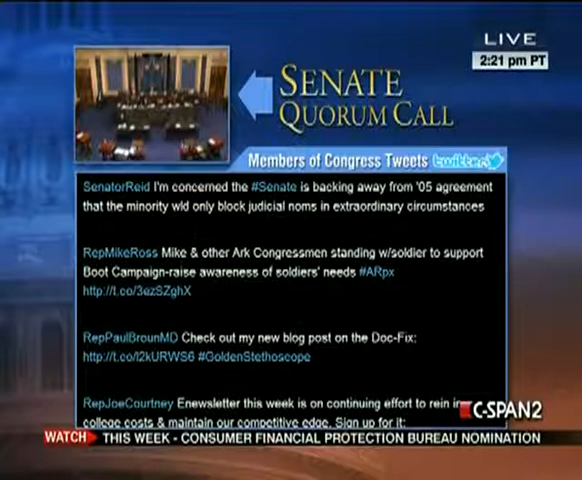 LIVE
2:21 pm PT
SENATE
QUORUM CALL
Members of Congress Tweets twitter
SenatorReid I'm concerned the #Senate is backing away from '05 agreement
that the minority wld only block judicial noms in extraordinary circumstances
RepMikeRoss Mike & other Ark Congressmen standing w/soldier to support
Boot Campaign-raise awareness of soldiers' needs #ARpx
http://t.co/3ezSZghX
RepPaulBrounMD Check out my new blog post on the Doc-Fix:
http://t.co/l2kURWS6 #GoldenStethoscope
RepJoeCourtney Enewsletter this week is on continuing effort to rein in
college costs & maintain our competitive edge. Sign up for it:
C-SPAN2
WATCH THIS WEEK - CONSUMER FINANCIAL PROTECTION BUREAU NOMINATION